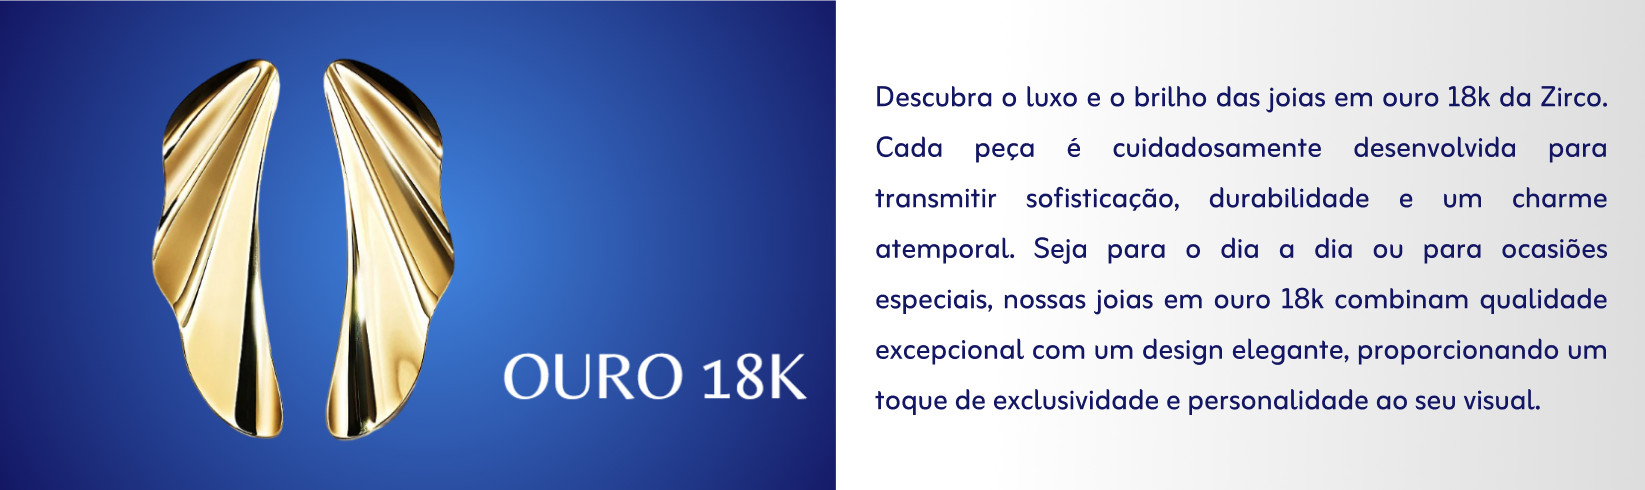 OURO 18K
Descubra o luxo e o brilho das joias em ouro 18k da Zirco.
Cada peça é cuidadosamente desenvolvida para
transmitir sofisticação, durabilidade e um charme
atemporal. Seja para o dia a dia ou para ocasiões
especiais, nossas joias em ouro 18k combinam qualidade
excepcional com um design elegante, proporcionando um
toque de exclusividade e personalidade ao seu visual.